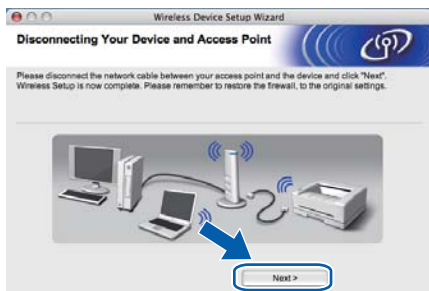 Wireless Device Setup Wizard
Disconnecting Your Device and Access Point
Please disconnect the network cable between your access point and the device and click "Next".
Wireless Setup is now complete. Please remember to restore the firewall, to the original settings.
Next >